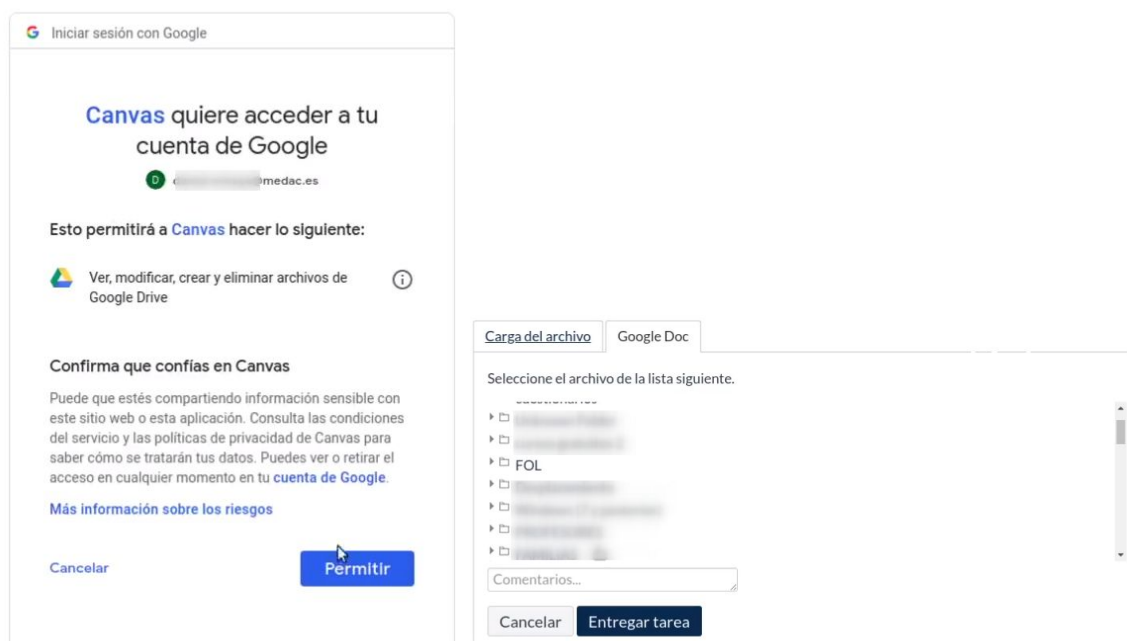 Iniciar sesión con Google
Canvas quiere acceder a tu
cuenta de Google
D
medac.es
Esto permitirá a Canvas hacer lo siguiente:
Ver, modificar, crear y eliminar archivos de
Google Drive
Confirma que confías en Canvas
Puede que estés compartiendo información sensible con
este sitio web o esta aplicación. Consulta las condiciones
del servicio y las políticas de privacidad de Canvas para
saber cómo se tratarán tus datos. Puedes ver o retirar el
acceso en cualquier momento en tu cuenta de Google.
Más información sobre los riesgos
Cancelar
Permitir
Carga del archivo
Google Doc
Seleccione el archivo de la lista siguiente.
FOL
Comentarios...
Cancelar
Entregar tarea